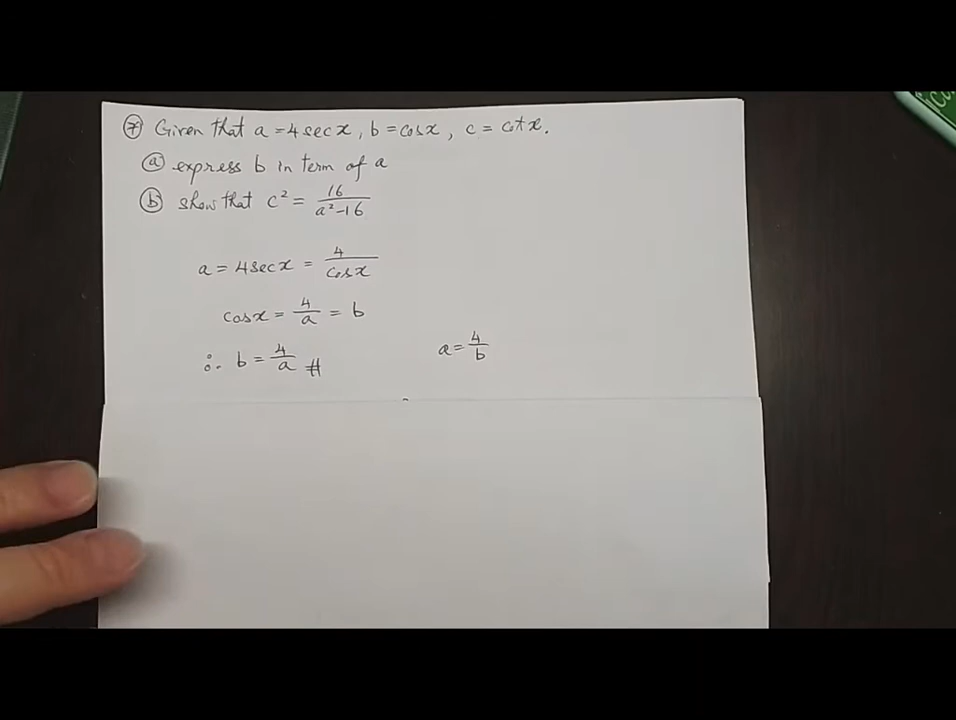 ⑦ Given that a = 4 sec x, b = cos x, c = cot x.
ⓐ express b in term of a
ⓑ show that c² = 16/(a²-16)
a = 4 sec x = 4/cos x
cos x = 4/a = b
∴ b = 4/a #
a = 4/b